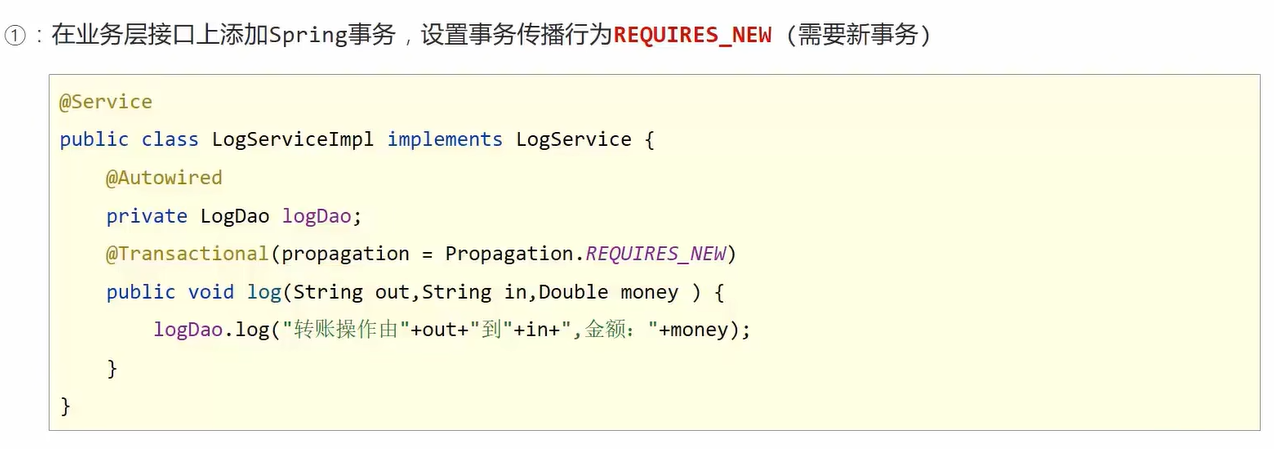 ①：在业务层接口上添加Spring事务，设置事务传播行为REQUIRES_NEW（需要新事务）
@Service
public class LogServiceImpl implements LogService {
    @Autowired
    private LogDao logDao;
    @Transactional(propagation = Propagation.REQUIRES_NEW)
    public void log(String out,String in,Double money ) {
        logDao.log("转账操作由"+out+"到"+in+",金额："+money);
    }
}